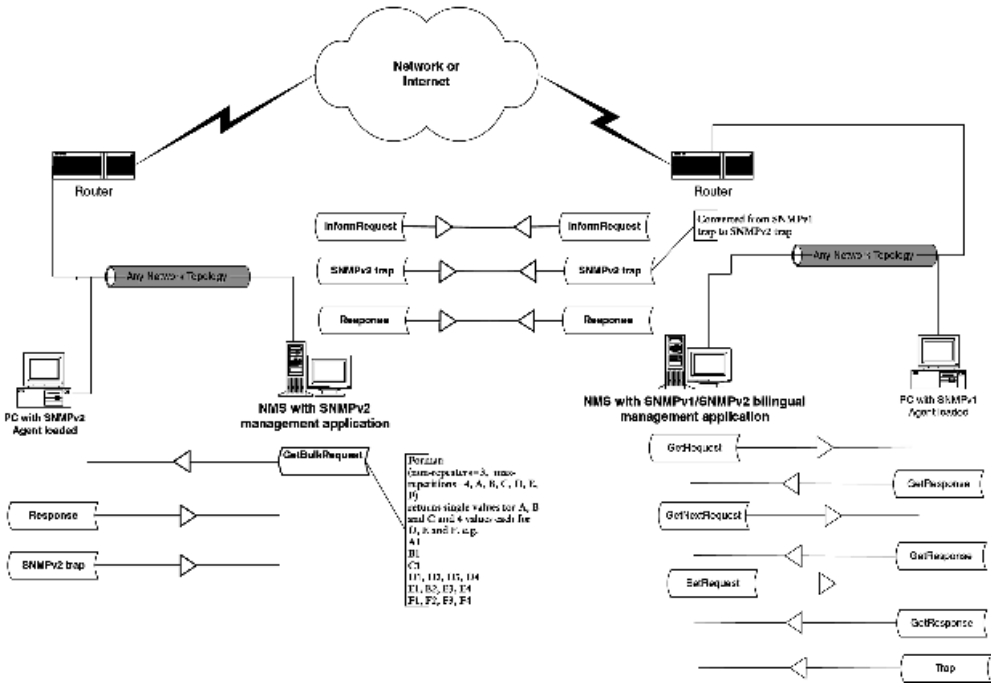 Network or
Internet
Router
Router
InformRequest
InformRequest
Converted from SNMPv1
trap to SNMPv2 trap
Any Network Topology
SNMPv2 trap
SNMPv2 trap
Any Network Topology
Response
Response
PC with SNMPv2
Agent loaded
NMS with SNMPv2
management application
NMS with SNMPv1/SNMPv2 bilingual
management application
PC with SNMPv1
Agent loaded
GetBulkRequest
(non-repeaters=3, max-
repetitions 4, A, B, C, D, E,
F)
returns single values for A, B
and C and 4 values each for
D, E and F. e.g.
A1
B1
C1
D1, D2, D3, D4
E1, E2, E3, E4
F1, F2, F3, F4
Response
SNMPv2 trap
GetRequest
GetResponse
GetNextRequest
GetResponse
SetRequest
GetResponse
Trap